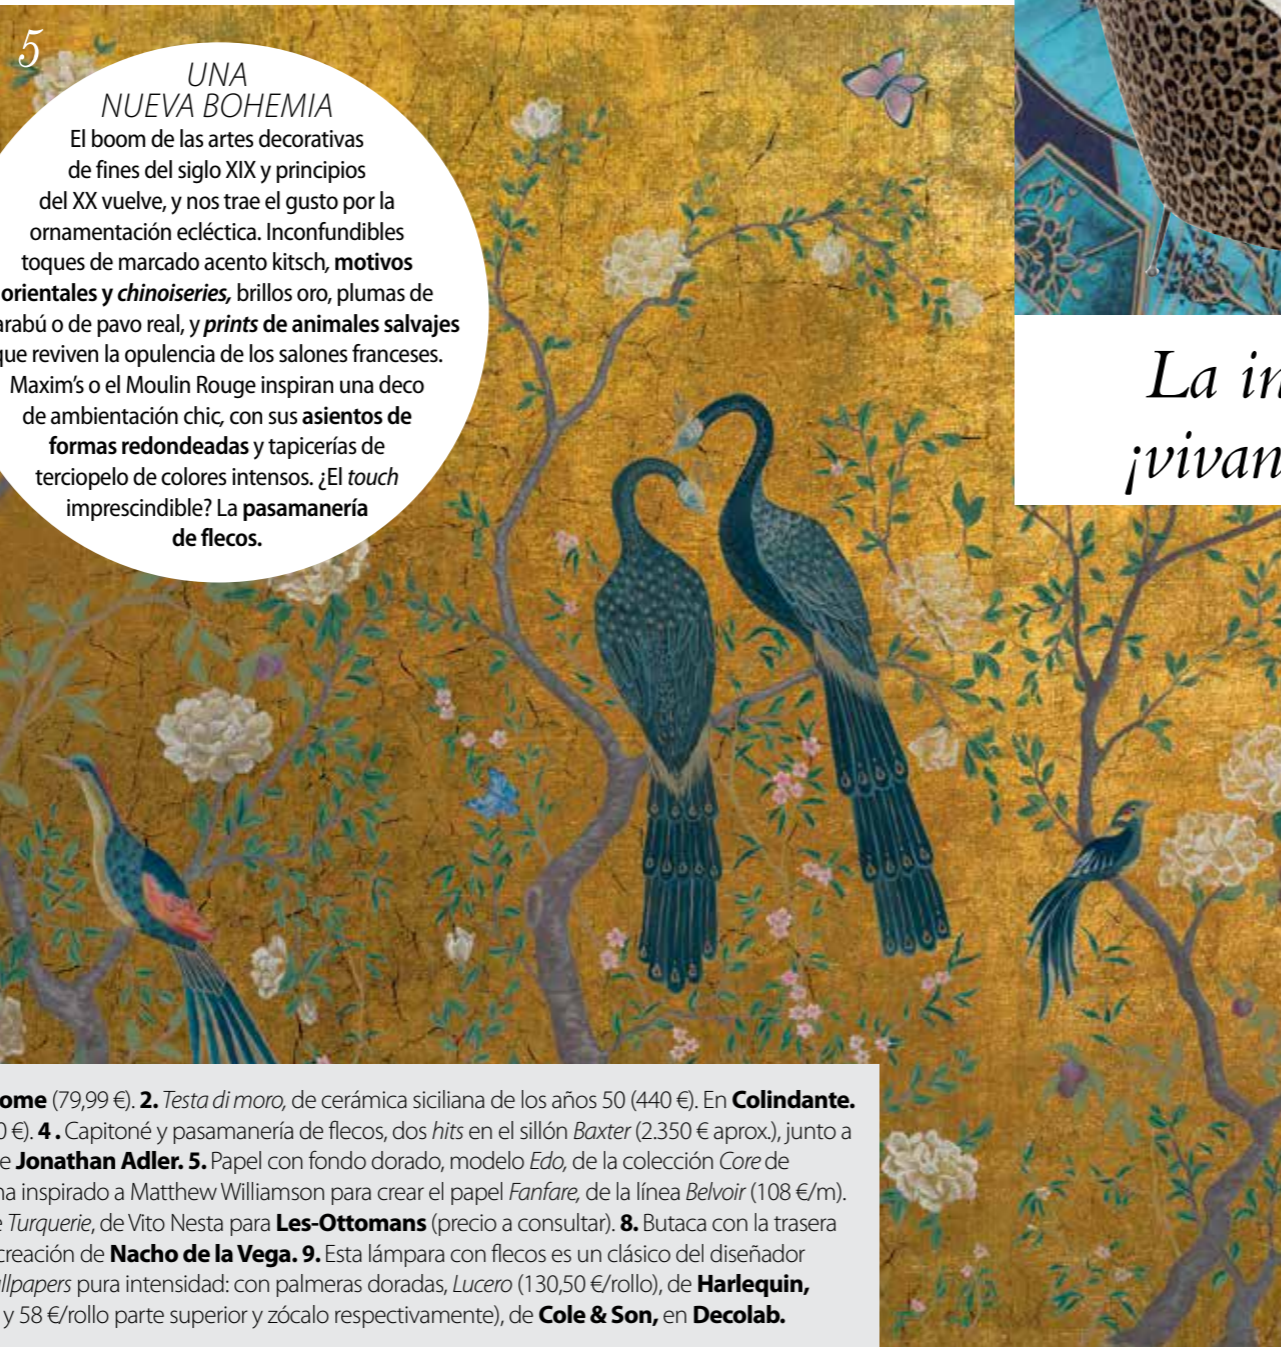 5
UNA
NUEVA BOHEMIA
El boom de las artes decorativas
de fines del siglo XIX y principios
del XX vuelve, y nos trae el gusto por la
ornamentación ecléctica. Inconfundibles
toques de marcado acento kitsch, motivos
orientales y chinoiseries, brillos oro, plumas de
arabú o de pavo real, y prints de animales salvajes
que reviven la opulencia de los salones franceses.
Maxim's o el Moulin Rouge inspiran una deco
de ambientación chic, con sus asientos de
formas redondeadas y tapicerías de
terciopelo de colores intensos. ¿El touch
imprescindible? La pasamanería
de flecos.
La in
¡vivan
ome (79,99 €). 2. Testa di moro, de cerámica siciliana de los años 50 (440 €). En Colindante.
0 €). 4 . Capitoné y pasamanería de flecos, dos hits en el sillón Baxter (2.350 € aprox.), junto a
e Jonathan Adler. 5. Papel con fondo dorado, modelo Edo, de la colección Core de
na inspirado a Matthew Williamson para crear el papel Fanfare, de la línea Belvoir (108 €/m).
e Turquerie, de Vito Nesta para Les-Ottomans (precio a consultar). 8. Butaca con la trasera
creación de Nacho de la Vega. 9. Esta lámpara con flecos es un clásico del diseñador
llpapers pura intensidad: con palmeras doradas, Lucero (130,50 €/rollo), de Harlequin,
y 58 €/rollo parte superior y zócalo respectivamente), de Cole & Son, en Decolab.